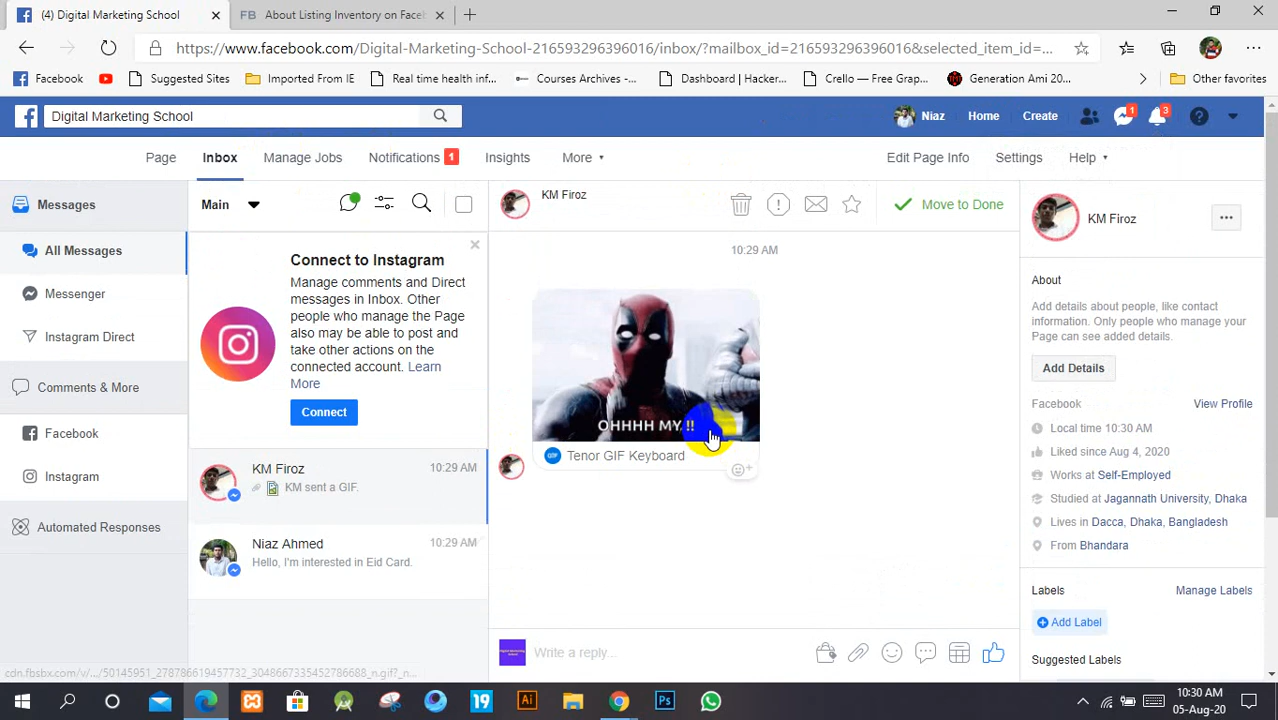 (4) Digital Marketing School
About Listing Inventory on Faceb
https://www.facebook.com/Digital-Marketing-School-216593296396016/inbox/?mailbox_id=216593296396016&selected_item_id=...
Facebook
Suggested Sites
Imported From IE
Real time health inf...
Courses Archives -...
Dashboard | Hacker...
Crello — Free Grap...
Generation Ami 20...
Other favorites
Digital Marketing School
Niaz
Home
Create
1
3
Page
Inbox
Manage Jobs
Notifications 1
Insights
More
Edit Page Info
Settings
Help
Messages
All Messages
Messenger
Instagram Direct
Comments & More
Facebook
Instagram
Automated Responses
Main
Connect to Instagram
Manage comments and Direct
messages in Inbox. Other
people who manage the Page
also may be able to post and
take other actions on the
connected account. Learn
More
Connect
KM Firoz 10:29 AM
KM sent a GIF.
Niaz Ahmed 10:29 AM
Hello, I'm interested in Eid Card.
KM Firoz
Move to Done
10:29 AM
OHHHH MY !!
GIF Tenor GIF Keyboard
Write a reply...
KM Firoz
About
Add details about people, like contact
information. Only people who manage your
Page can see added details.
Add Details
Facebook View Profile
Local time 10:30 AM
Liked since Aug 4, 2020
Works at Self-Employed
Studied at Jagannath University, Dhaka
Lives in Dacca, Dhaka, Bangladesh
From Bhandara
Labels Manage Labels
Add Label
Suggested Labels
19
Ai
Ps
10:30 AM
05-Aug-20